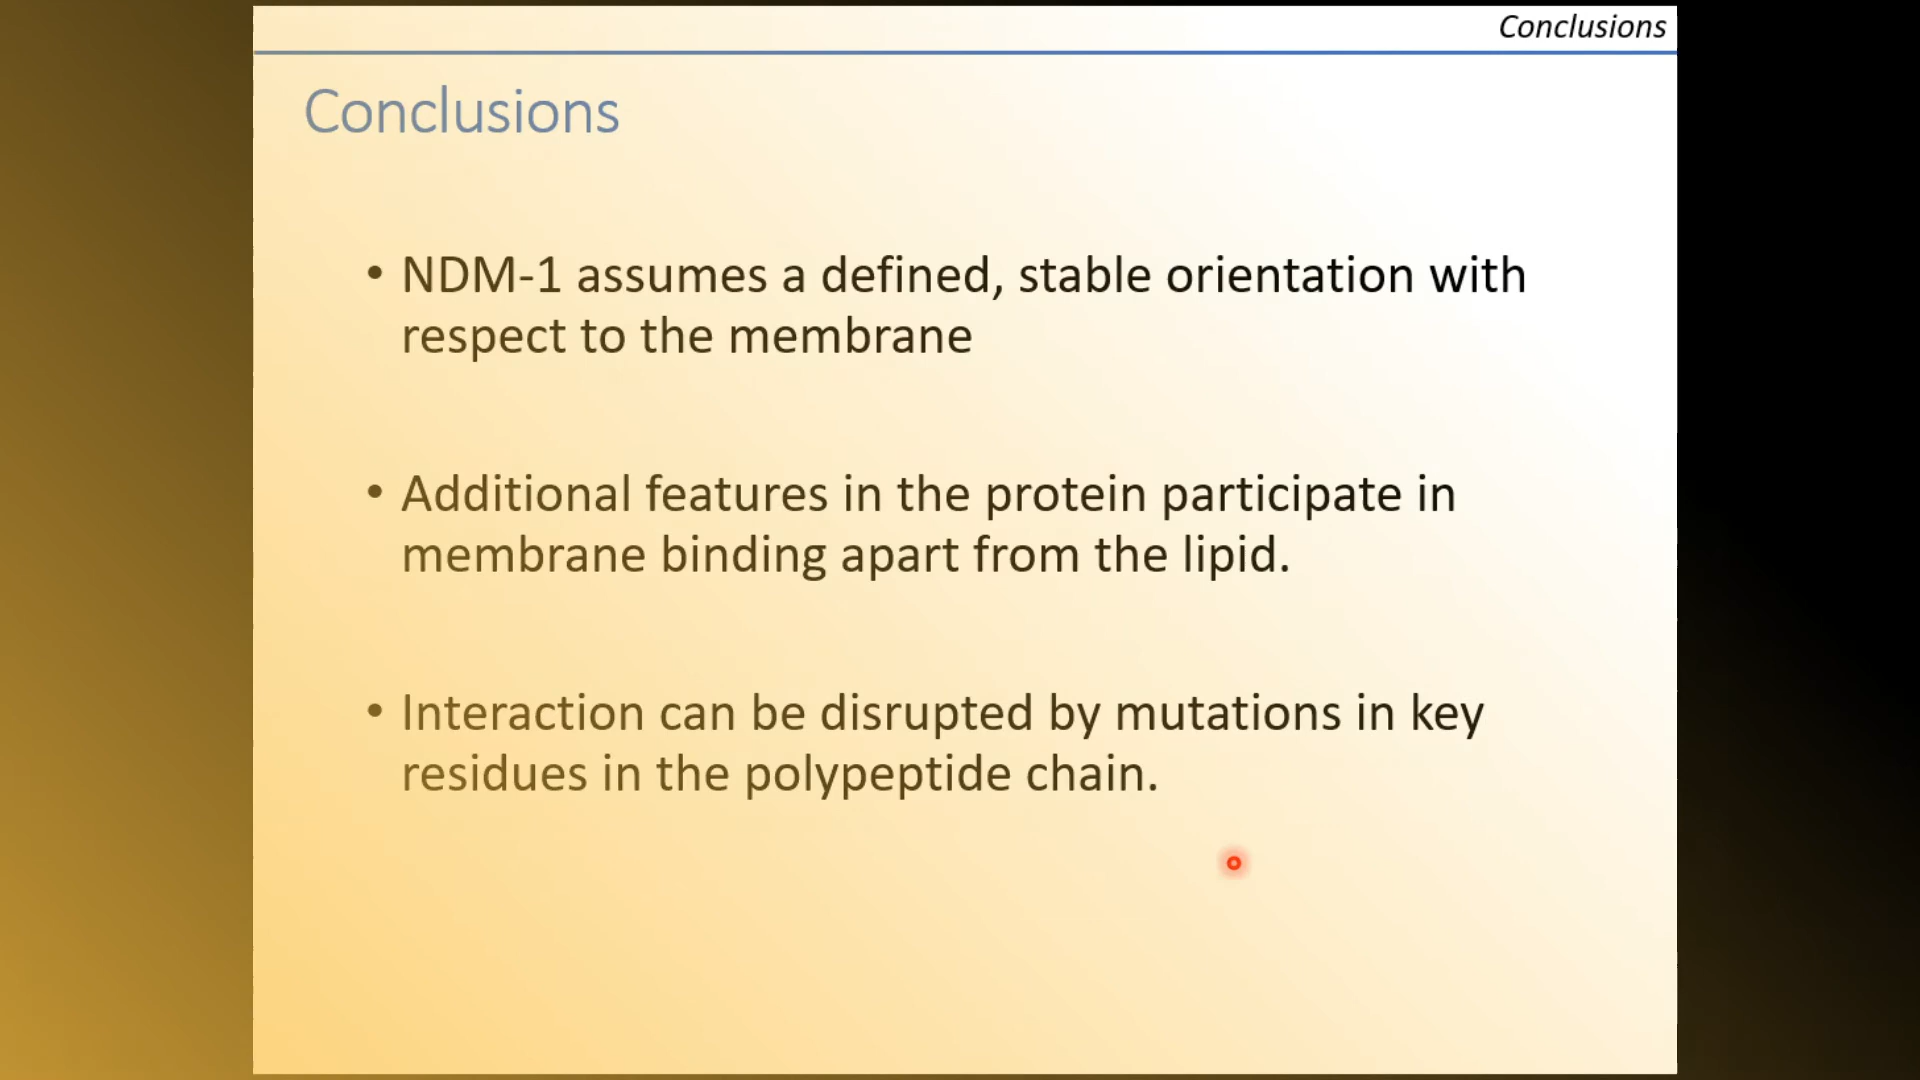 Conclusions
Conclusions
• NDM-1 assumes a defined, stable orientation with
respect to the membrane
• Additional features in the protein participate in
membrane binding apart from the lipid.
• Interaction can be disrupted by mutations in key
residues in the polypeptide chain.